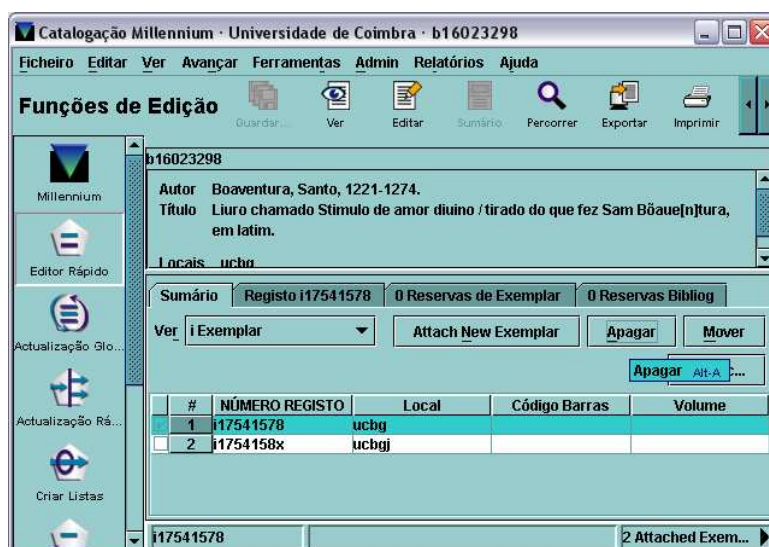 Catalogação Millennium · Universidade de Coimbra · b16023298
Ficheiro Editar Ver Avançar Ferramentas Admin Relatórios Ajuda
Funções de Edição
Guardar... Ver Editar Sumário Percorrer Exportar Imprimir
Millennium
Editor Rápido
Actualização Glo...
Actualização Rá...
Criar Listas
b16023298
Autor Boaventura, Santo, 1221-1274.
Título Liuro chamado Stimulo de amor diuino / tirado do que fez Sam Bõaue[n]tura,
em latim.
Locais ucbg
Sumário Registo i17541578 0 Reservas de Exemplar 0 Reservas Bibliog
Ver i Exemplar Attach New Exemplar Apagar Mover
Apagar Alt-A c...
# NÚMERO REGISTO Local Código Barras Volume
1 i17541578 ucbg
2 i1754158x ucbgj
i17541578 2 Attached Exem...